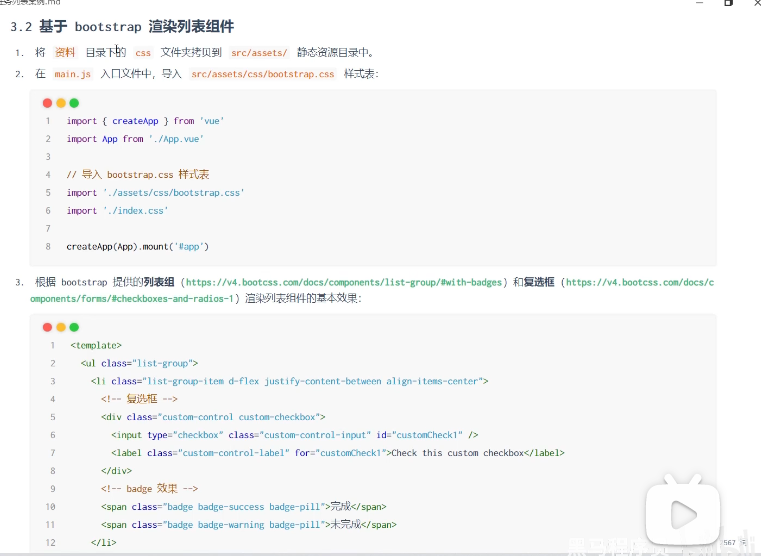 务列表案例.md
3.2 基于 bootstrap 渲染列表组件
1. 将 资料 目录下的 css 文件夹拷贝到 src/assets/ 静态资源目录中。
2. 在 main.js 入口文件中，导入 src/assets/css/bootstrap.css 样式表：
1 import { createApp } from 'vue'
2 import App from './App.vue'
3
4 // 导入 bootstrap.css 样式表
5 import './assets/css/bootstrap.css'
6 import './index.css'
7
8 createApp(App).mount('#app')
3. 根据 bootstrap 提供的列表组（https://v4.bootcss.com/docs/components/list-group/#with-badges）和复选框（https://v4.bootcss.com/docs/c
omponents/forms/#checkboxes-and-radios-1）渲染列表组件的基本效果：
1 <template>
2 <ul class="list-group">
3 <li class="list-group-item d-flex justify-content-between align-items-center">
4 <!-- 复选框 -->
5 <div class="custom-control custom-checkbox">
6 <input type="checkbox" class="custom-control-input" id="customCheck1" />
7 <label class="custom-control-label" for="customCheck1">Check this custom checkbox</label>
8 </div>
9 <!-- badge 效果 -->
10 <span class="badge badge-success badge-pill">完成</span>
11 <span class="badge badge-warning badge-pill">未完成</span>
12 </li>
567